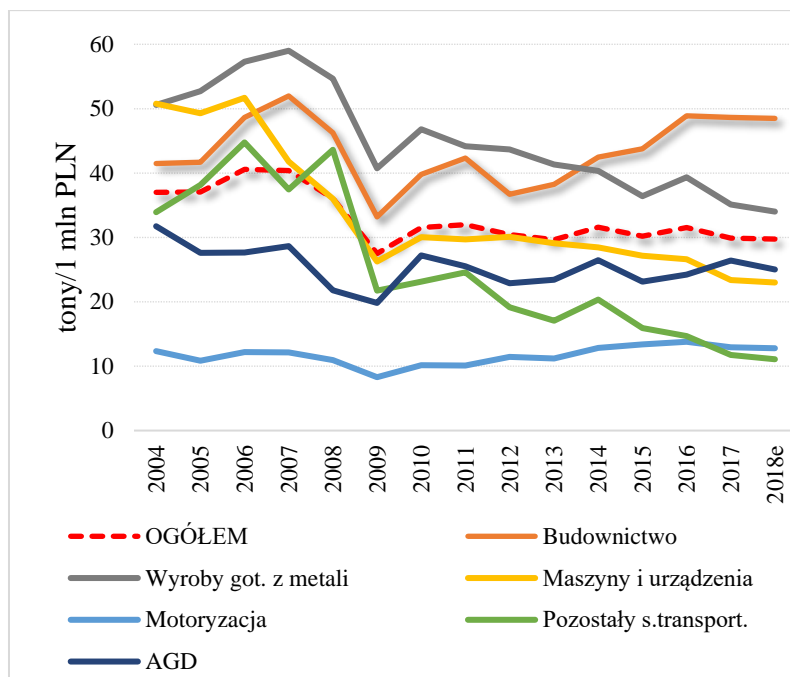 60
50
40
30
20
10
0
tony/1 mln PLN
2004 2005 2006 2007 2008 2009 2010 2011 2012 2013 2014 2015 2016 2017 2018e
OGÓŁEM Budownictwo
Wyroby got. z metali Maszyny i urządzenia
Motoryzacja Pozostały s.transport.
AGD